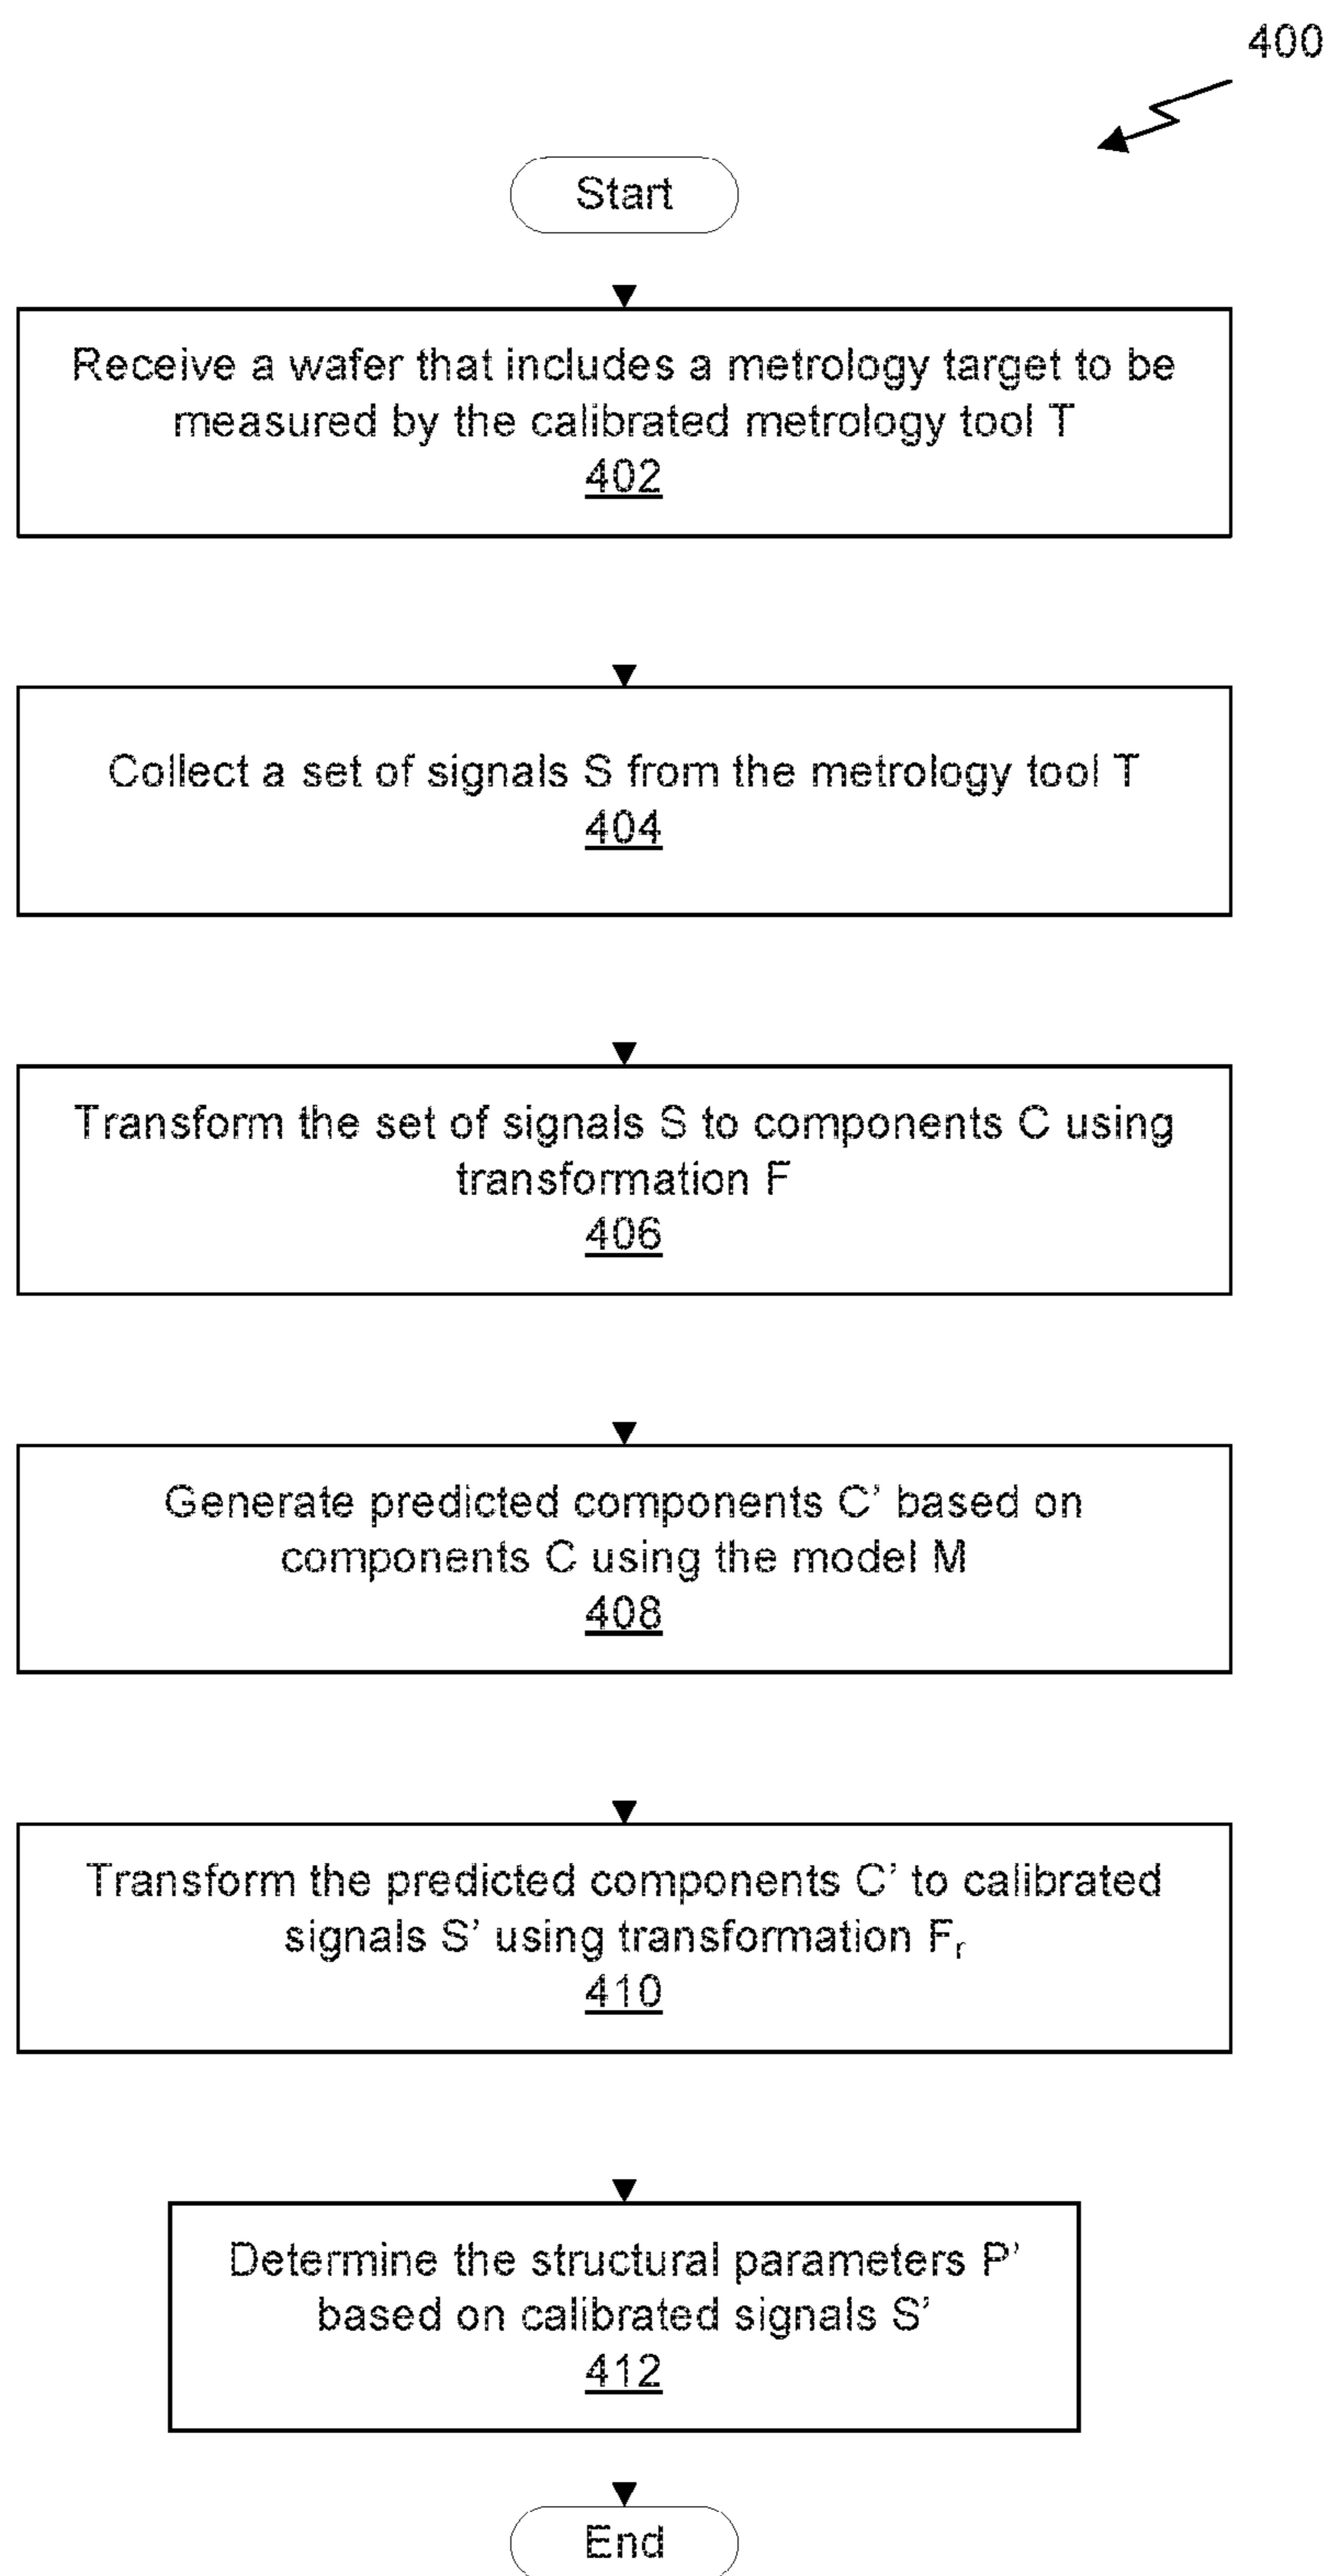 400
Start
Receive a wafer that includes a metrology target to be
measured by the calibrated metrology tool T
402
Collect a set of signals S from the metrology tool T
404
Transform the set of signals S to components C using
transformation F
406
Generate predicted components C’ based on
components C using the model M
408
Transform the predicted components C’ to calibrated
signals S’ using transformation Fr
410
Determine the structural parameters P’
based on calibrated signals S’
412
End